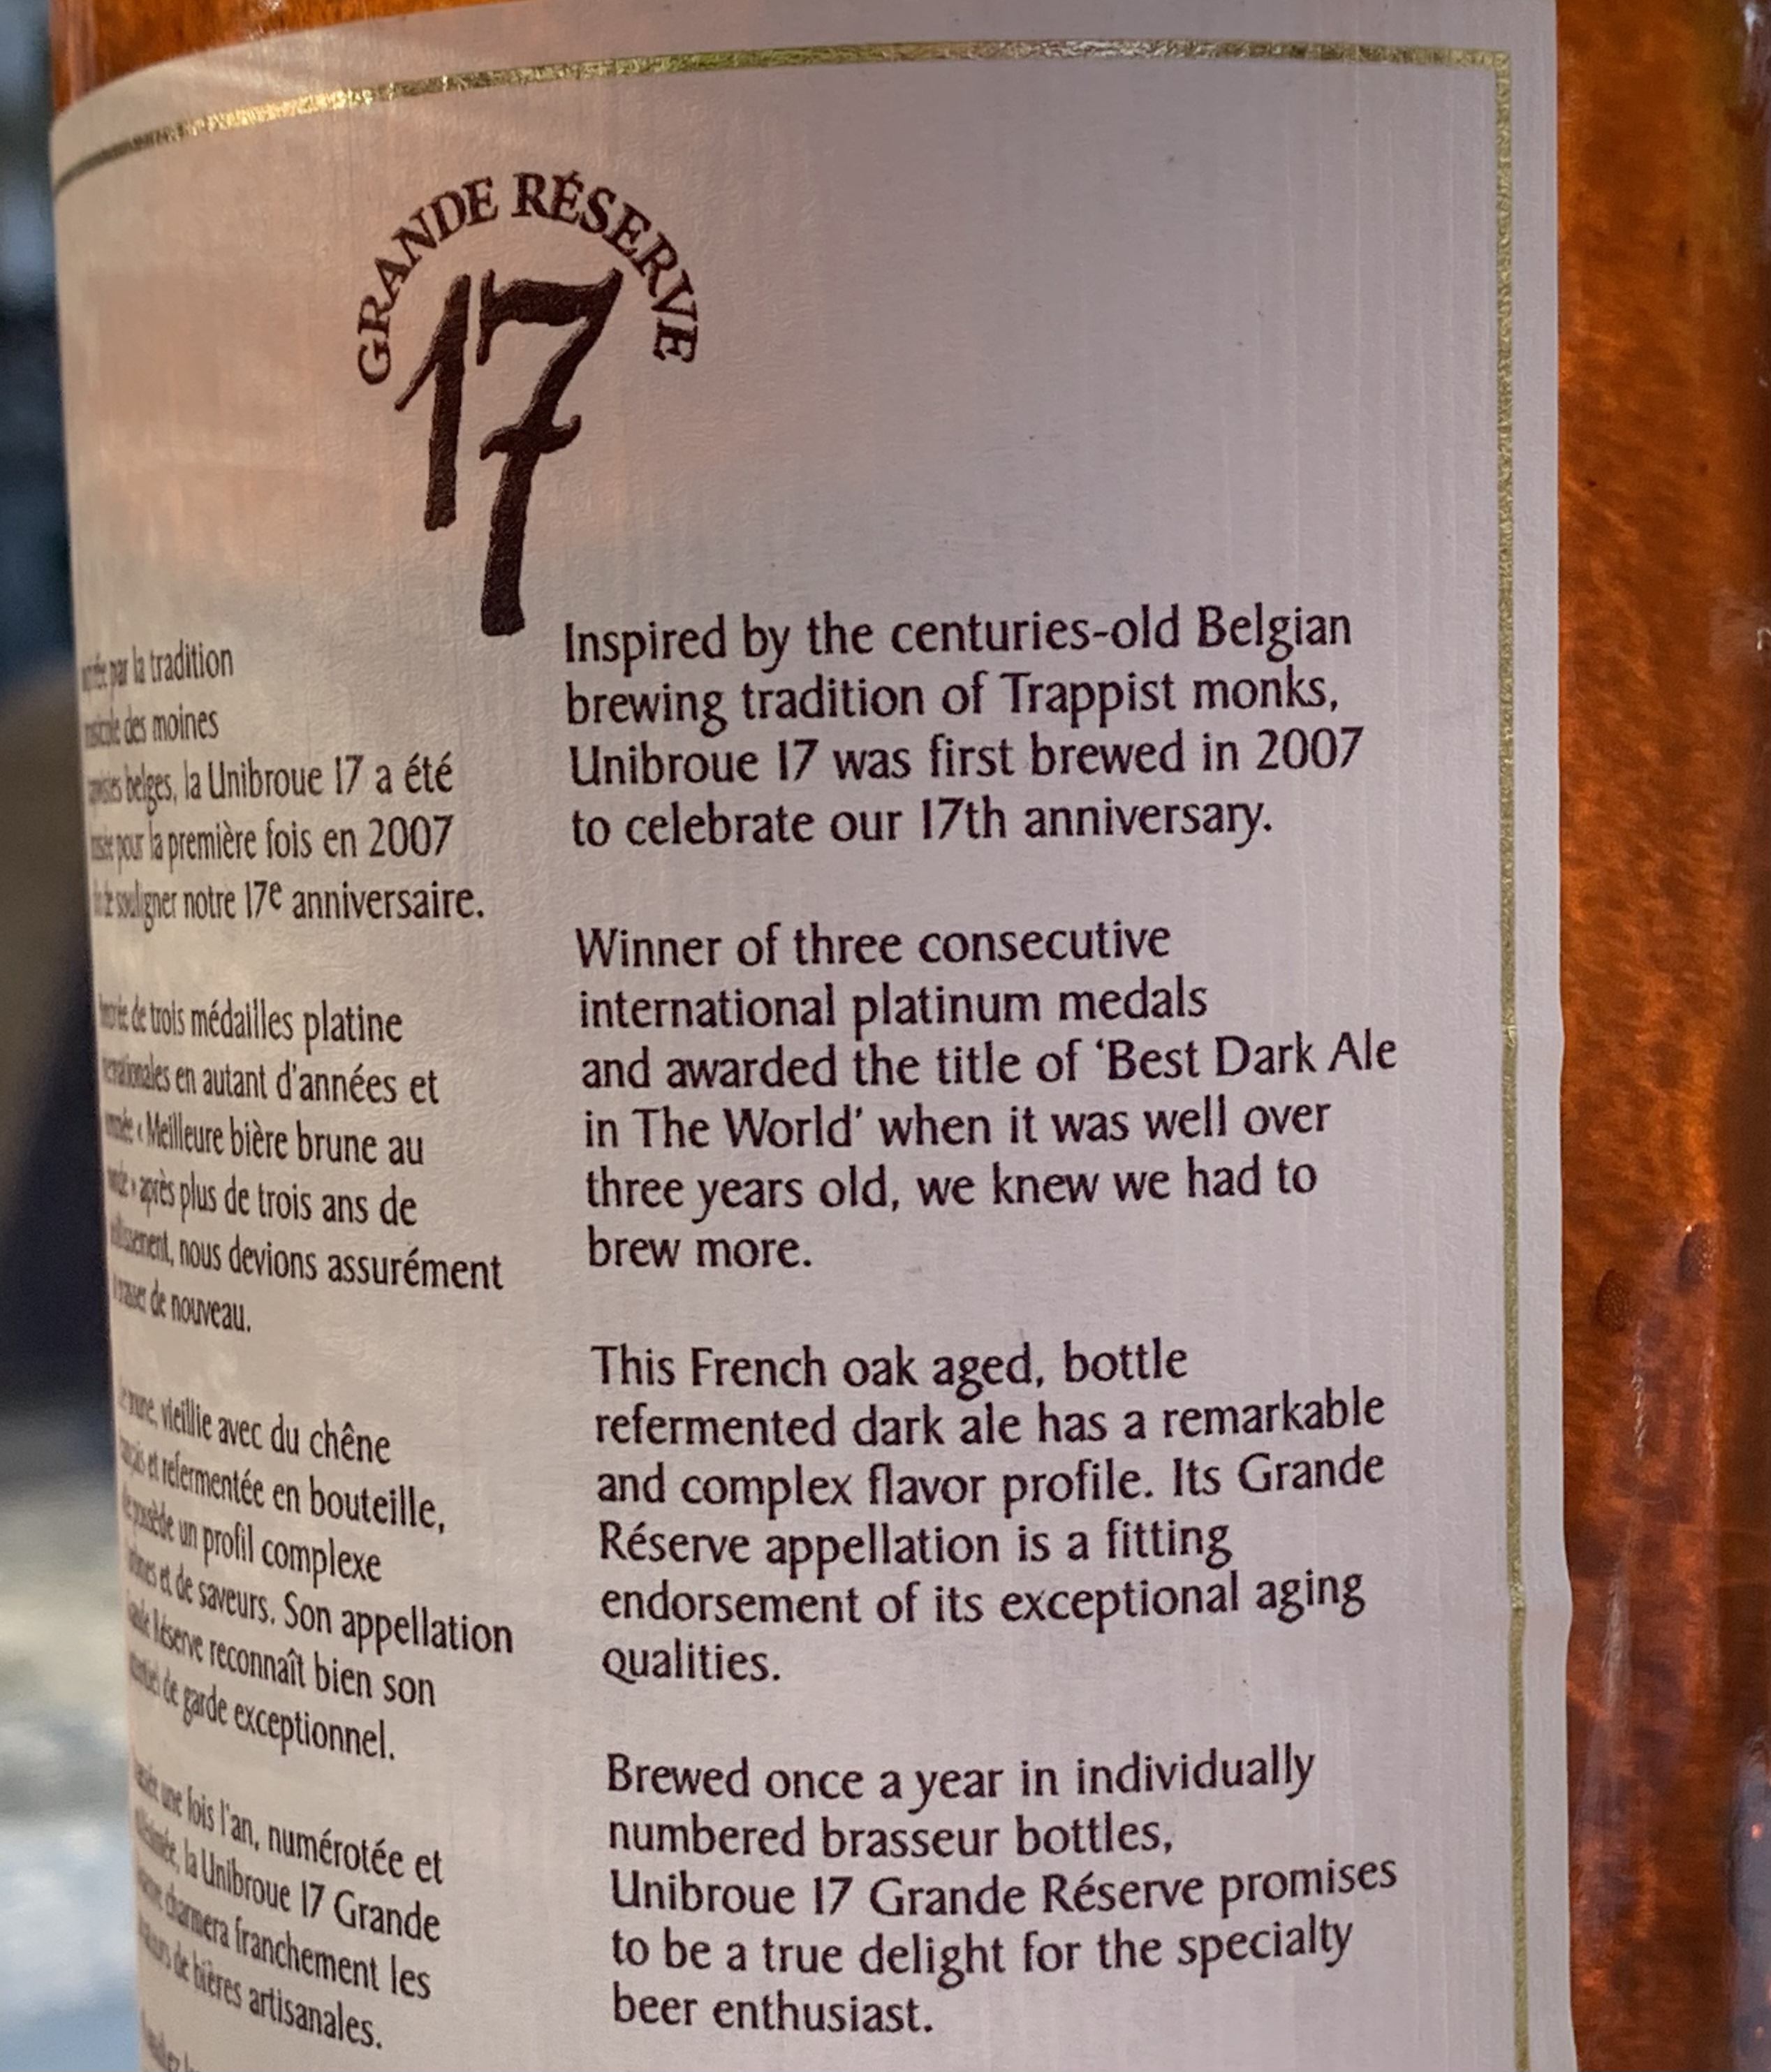 GRANDE RÉSERVE
17
par la tradition
des moines
belges, la Unibroue 17 a été
pour la première fois en 2007
souligner notre 17e anniversaire.
de trois médailles platine
en autant d'années et
« Meilleure bière brune au
» après plus de trois ans de
nous devions assurément
de nouveau.
vieillie avec du chêne
et refermentée en bouteille,
possède un profil complexe
et de saveurs. Son appellation
Réserve reconnaît bien son
de garde exceptionnel.
une fois l'an, numérotée et
la Unibroue 17 Grande
charmera franchement les
de bières artisanales.
Inspired by the centuries-old Belgian
brewing tradition of Trappist monks,
Unibroue 17 was first brewed in 2007
to celebrate our 17th anniversary.
Winner of three consecutive
international platinum medals
and awarded the title of ‘Best Dark Ale
in The World’ when it was well over
three years old, we knew we had to
brew more.
This French oak aged, bottle
refermented dark ale has a remarkable
and complex flavor profile. Its Grande
Réserve appellation is a fitting
endorsement of its exceptional aging
qualities.
Brewed once a year in individually
numbered brasseur bottles,
Unibroue 17 Grande Réserve promises
to be a true delight for the specialty
beer enthusiast.